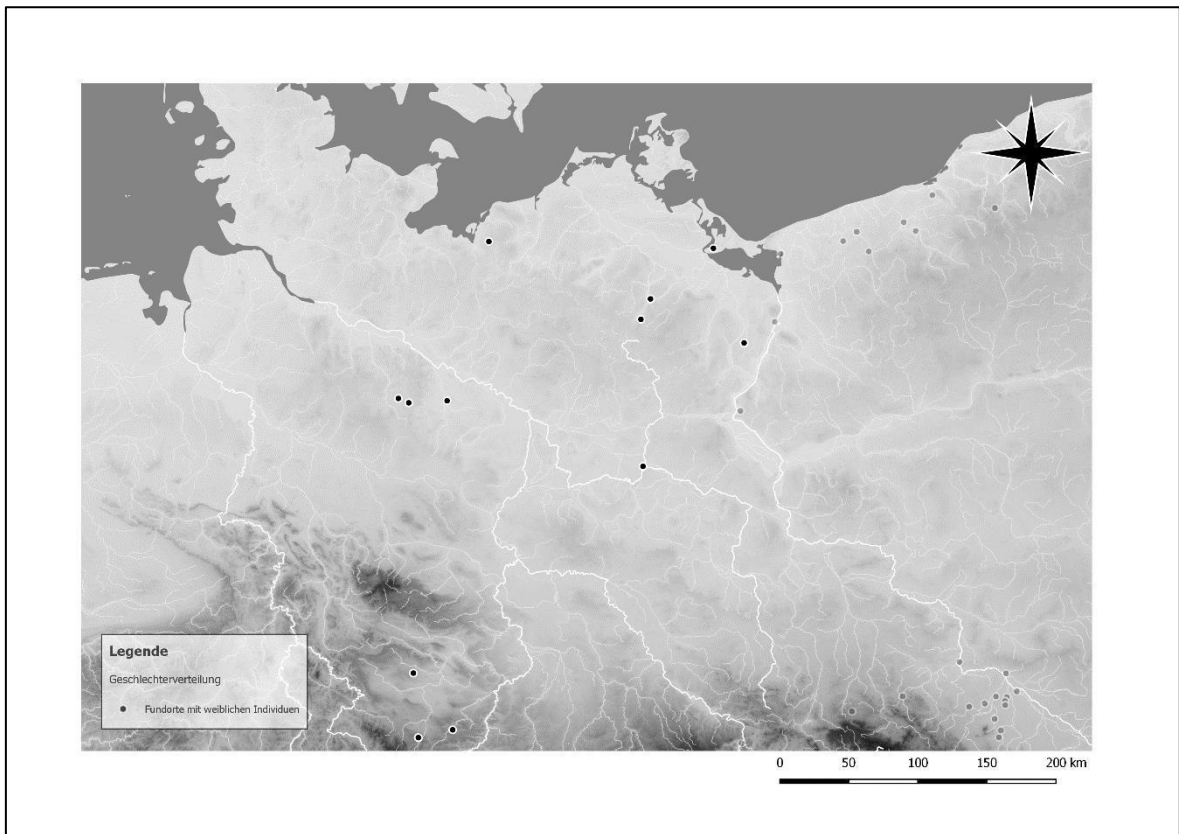 Legende
Geschlechterverteilung
Fundorte mit weiblichen Individuen
0 50 100 150 200 km